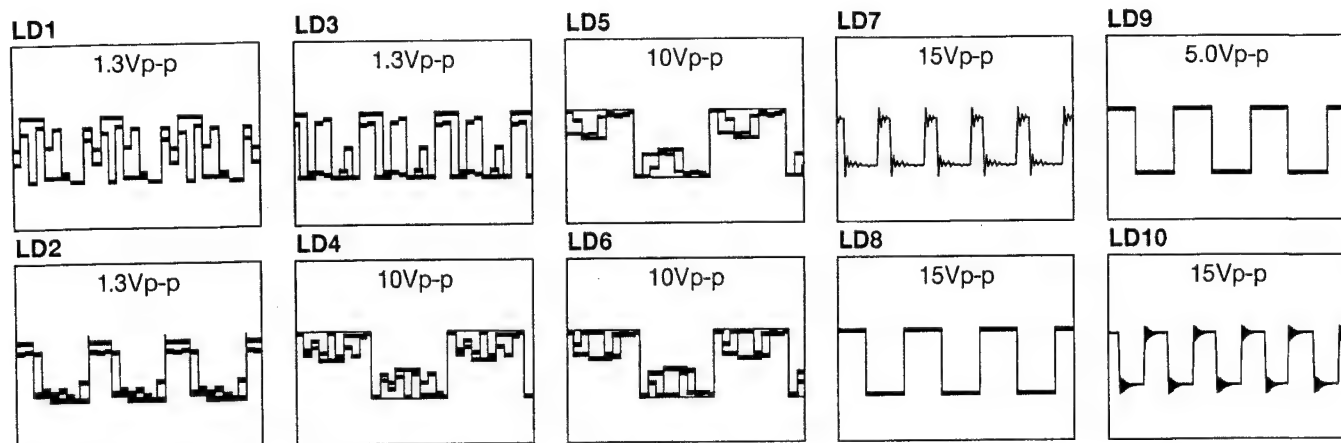 LD1
1.3Vp-p
LD3
1.3Vp-p
LD5
10Vp-p
LD7
15Vp-p
LD9
5.0Vp-p
LD2
1.3Vp-p
LD4
10Vp-p
LD6
10Vp-p
LD8
15Vp-p
LD10
15Vp-p